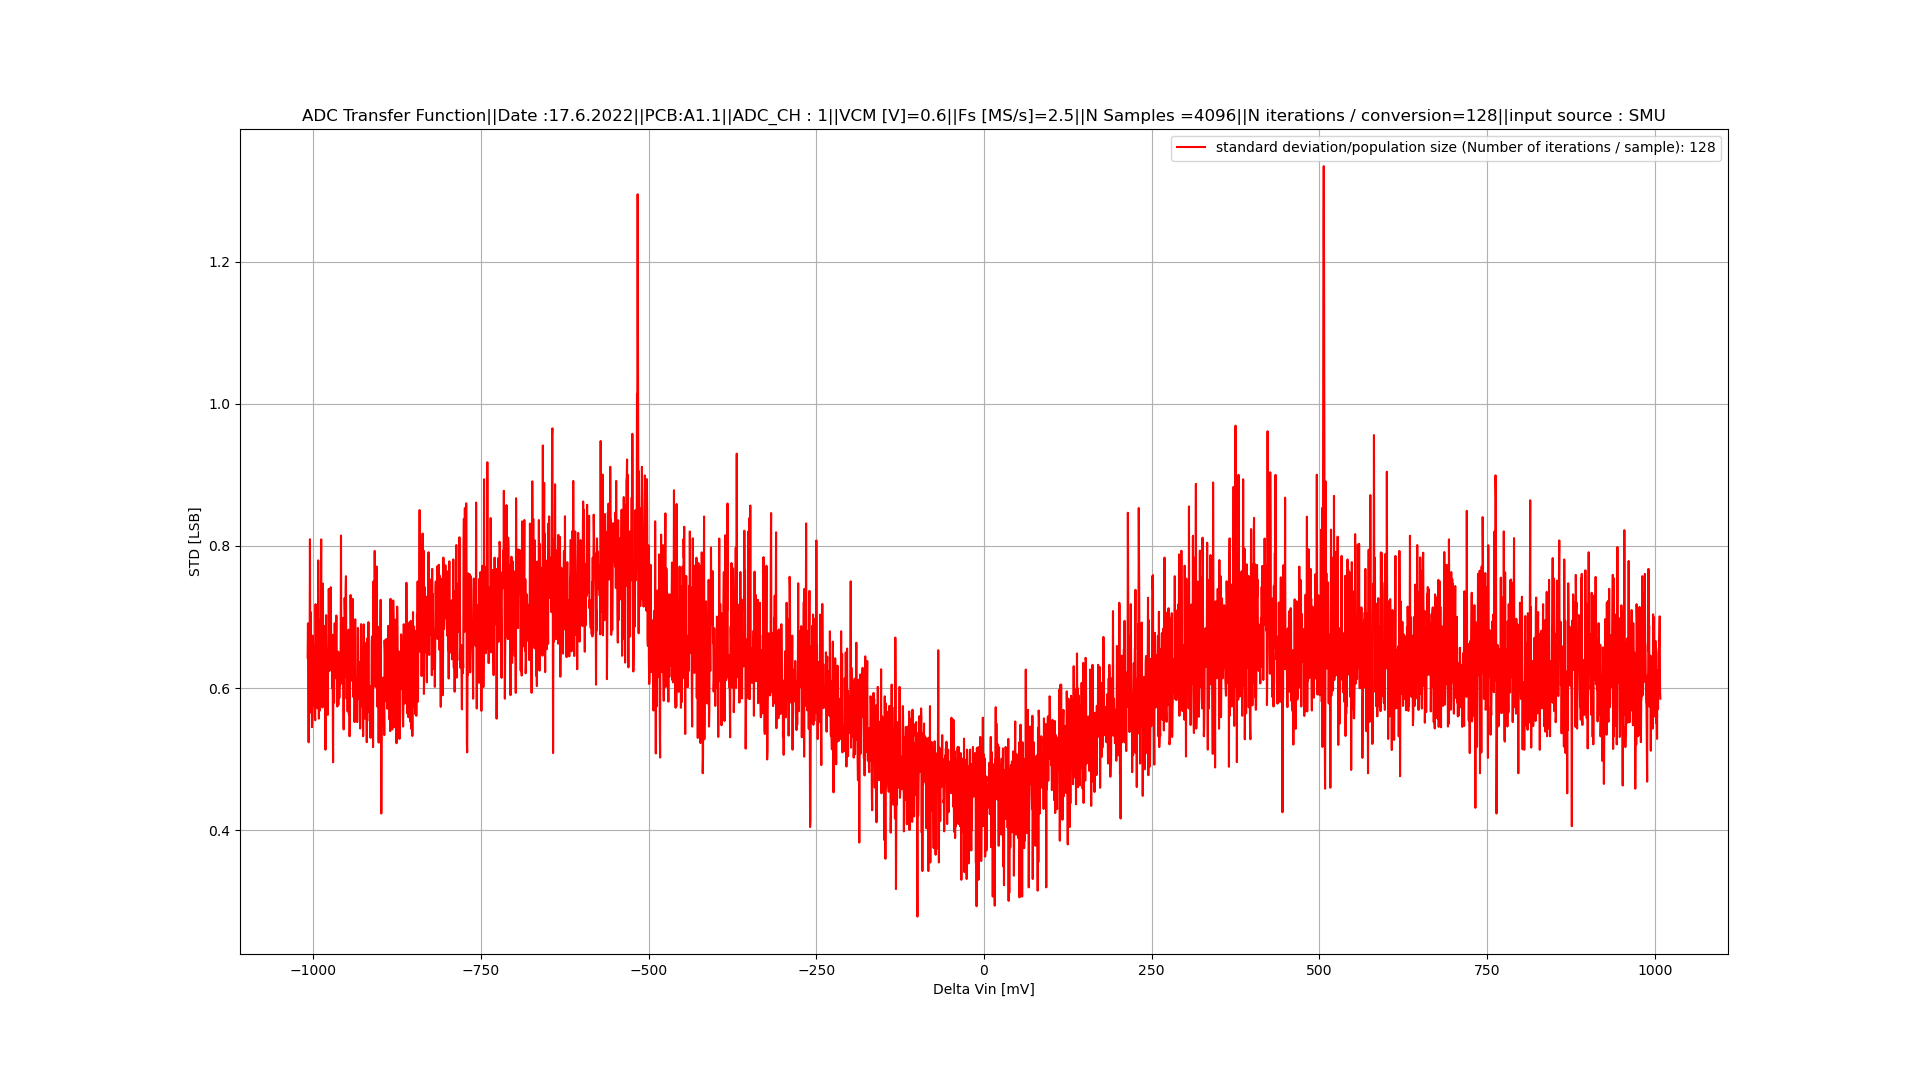 ADC Transfer Function||Date :17.6.2022||PCB:A1.1||ADC_CH : 1||VCM [V]=0.6||Fs [MS/s]=2.5||N Samples =4096||N iterations / conversion=128||input source : SMU
standard deviation/population size (Number of iterations / sample): 128
STD [LSB]
1.2
1.0
0.8
0.6
0.4
−1000 −750 −500 −250 0 250 500 750 1000
Delta Vin [mV]